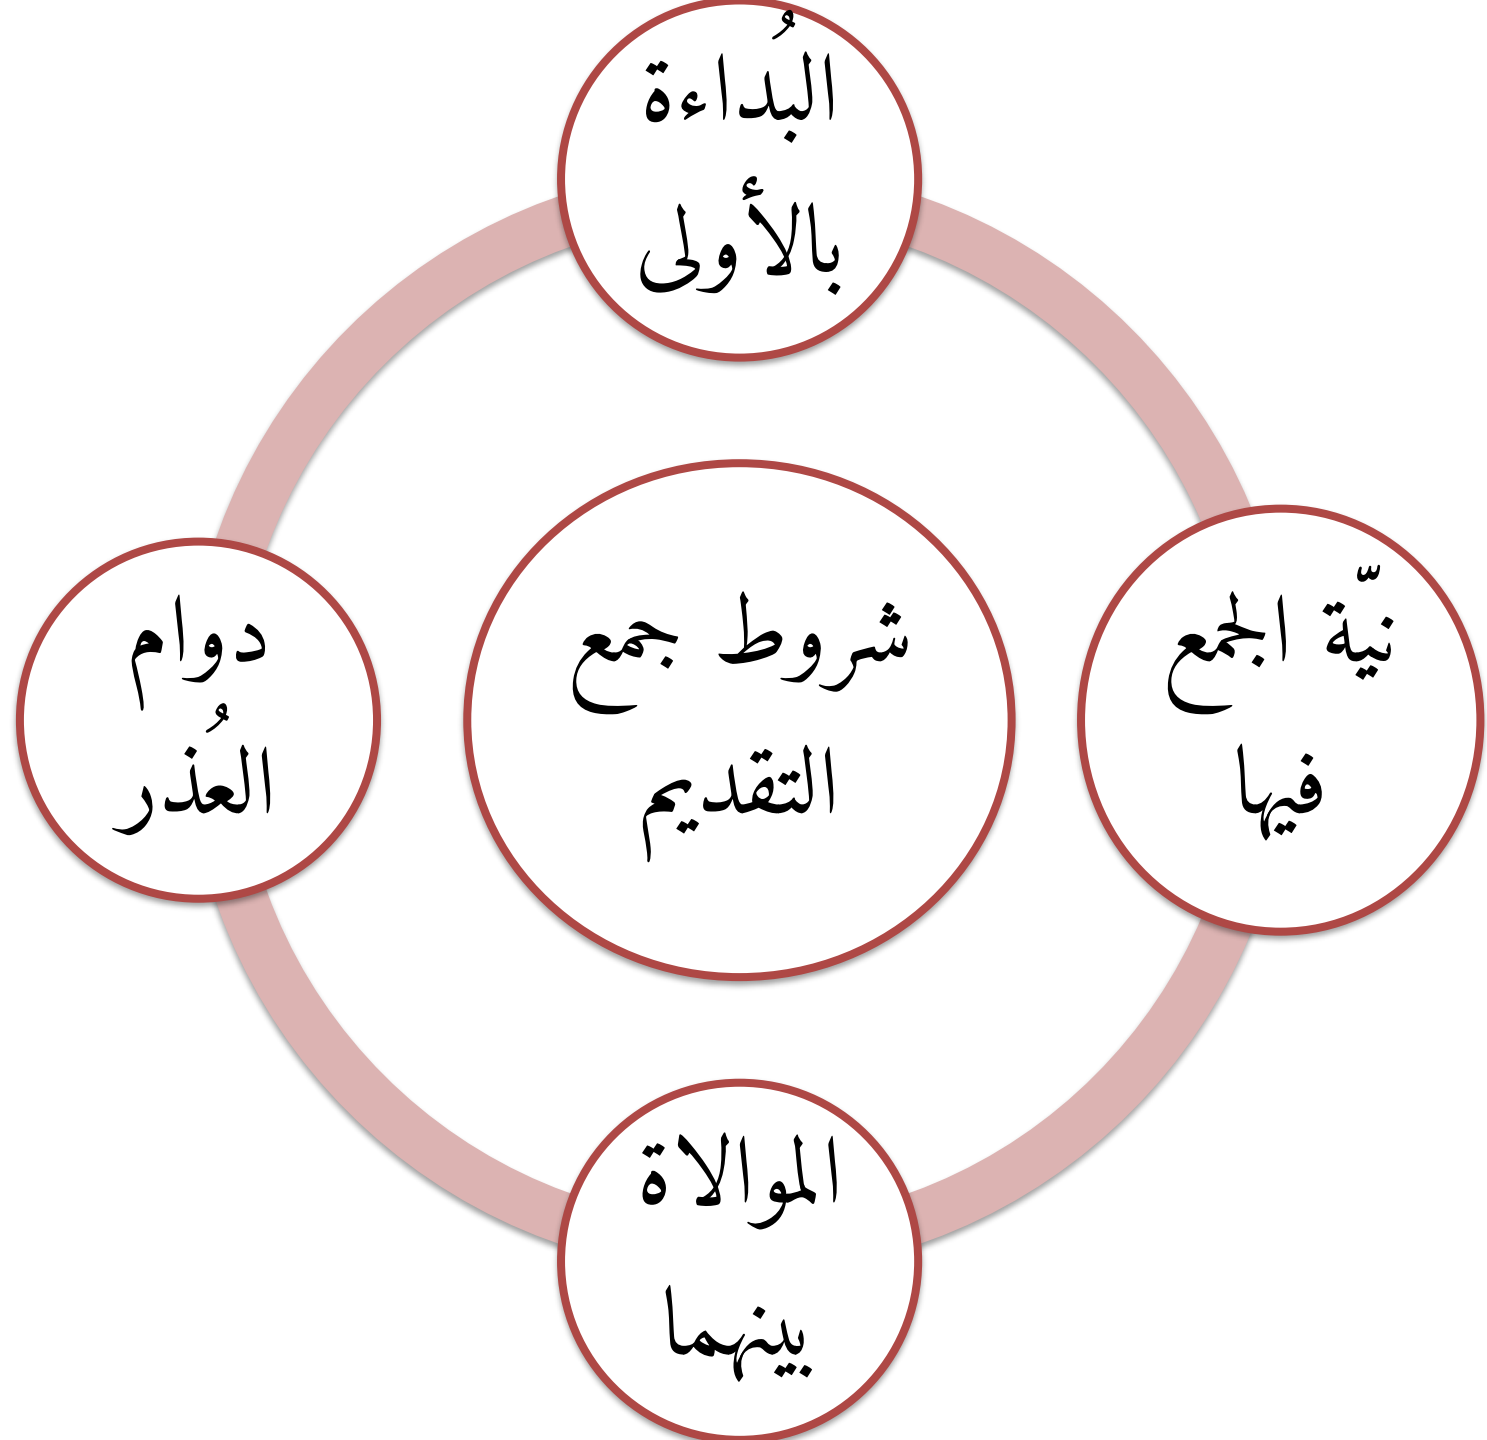 البُداءة
بالأولى
نيّة الجمع
فيها
شروط جمع
التقديم
دوام
العُذر
الموالاة
بينهما